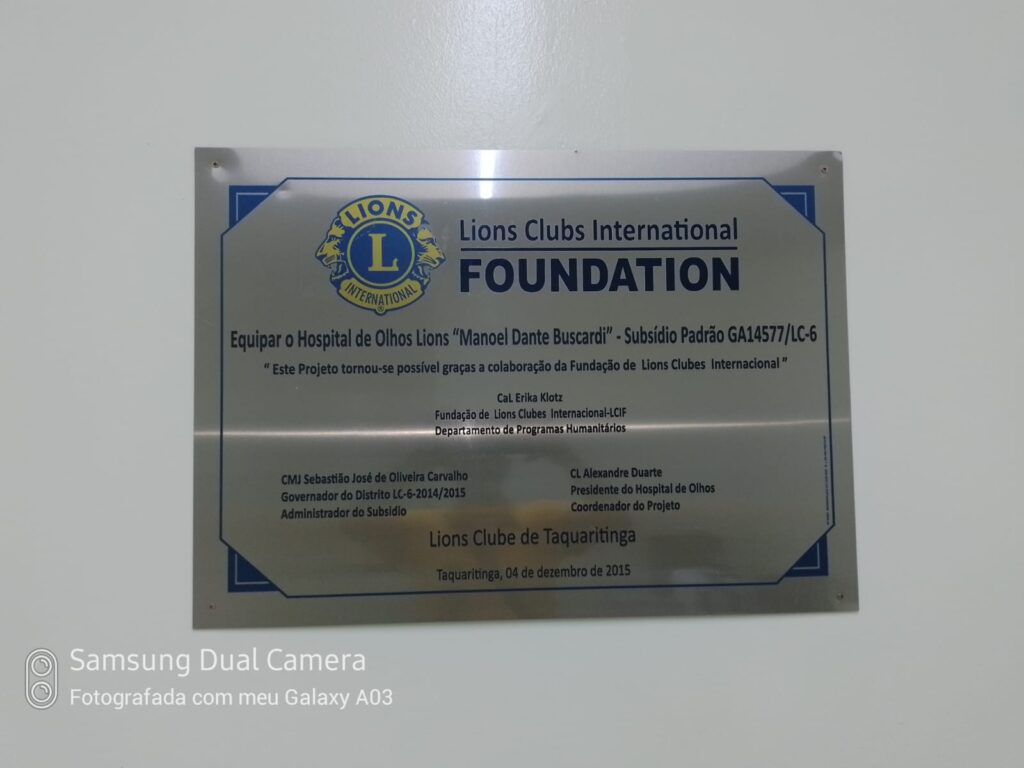 LIONS
L
INTERNATIONAL
®
Lions Clubs International
FOUNDATION
Equipar o Hospital de Olhos Lions “Manoel Dante Buscardi” - Subsídio Padrão GA14577/LC-6
“ Este Projeto tornou-se possível graças a colaboração da Fundação de Lions Clubes Internacional ”
CaL Erika Klotz
Fundação de Lions Clubes Internacional-LCIF
Departamento de Programas Humanitários
CMJ Sebastião José de Oliveira Carvalho
Governador do Distrito LC-6-2014/2015
Administrador do Subsidio
CL Alexandre Duarte
Presidente do Hospital de Olhos
Coordenador do Projeto
Lions Clube de Taquaritinga
Taquaritinga, 04 de dezembro de 2015
Samsung Dual Camera
Fotografada com meu Galaxy A03